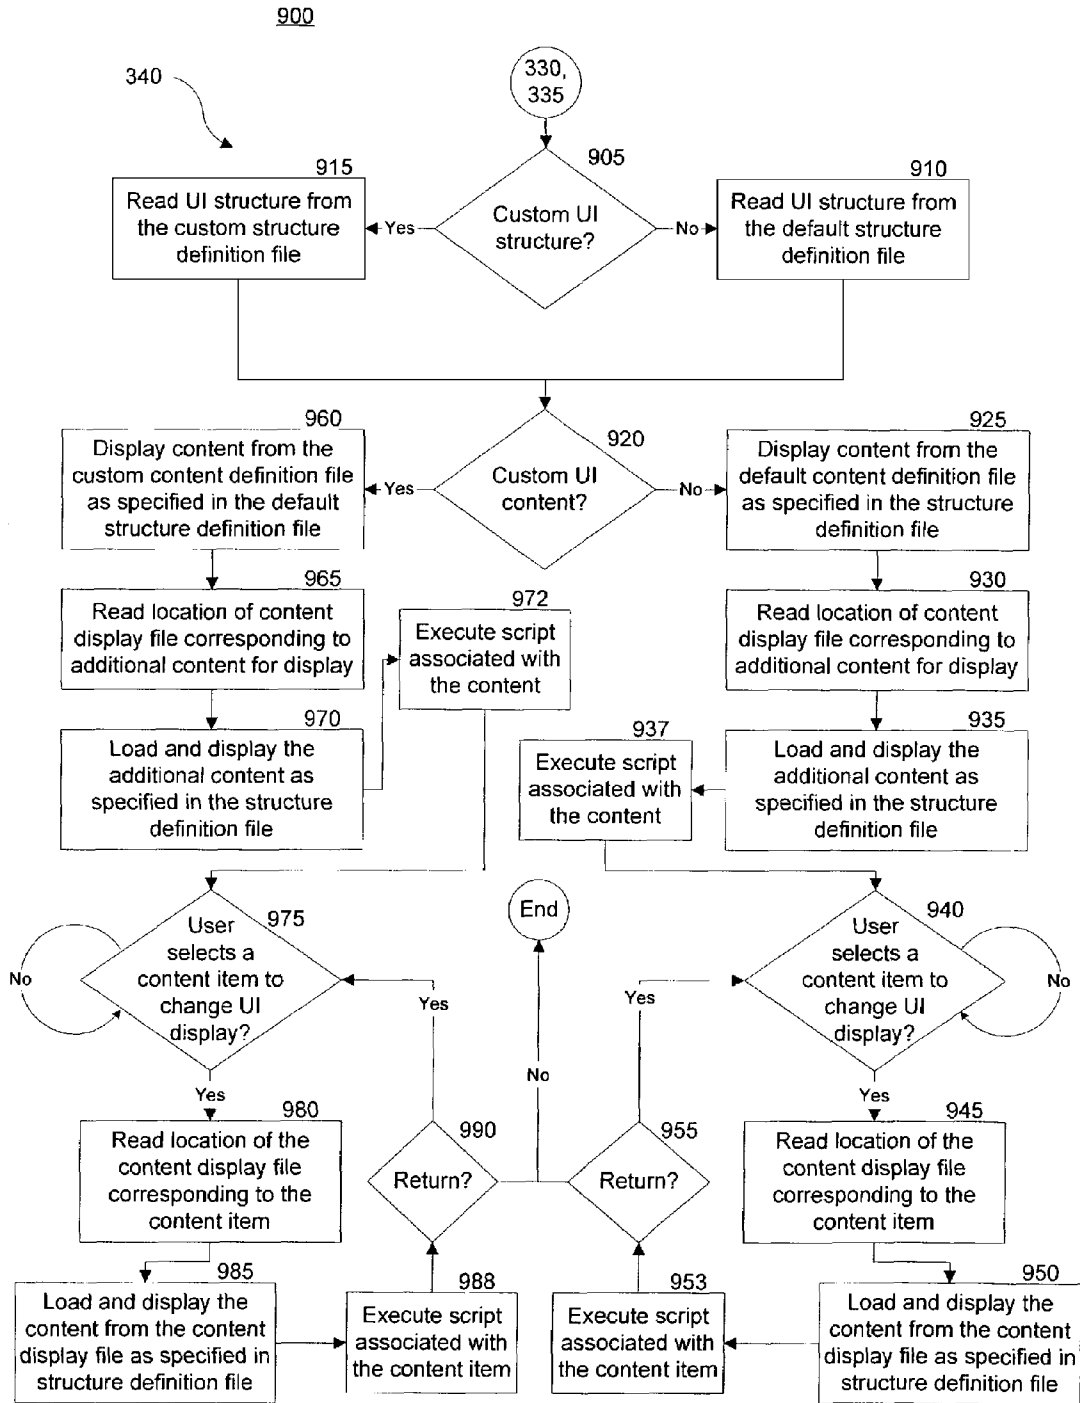 900
340
330,
335
905
Custom UI
structure?
Yes
No
915
Read UI structure from
the custom structure
definition file
910
Read UI structure from
the default structure
definition file
920
Custom UI
content?
Yes
No
960
Display content from the
custom content definition file
as specified in the default
structure definition file
925
Display content from the
default content definition file
as specified in the structure
definition file
965
Read location of content
display file corresponding to
additional content for display
972
Execute script
associated with
the content
930
Read location of content
display file corresponding to
additional content for display
970
Load and display the
additional content as
specified in the structure
definition file
937
Execute script
associated with
the content
935
Load and display the
additional content as
specified in the structure
definition file
975
User
selects a
content item to
change UI
display?
No
Yes
End
940
User
selects a
content item to
change UI
display?
No
Yes
Yes
Yes
No
980
Read location of the
content display file
corresponding to the
content item
990
Return?
955
Return?
945
Read location of the
content display file
corresponding to the
content item
985
Load and display the
content from the content
display file as specified in
structure definition file
988
Execute script
associated with
the content item
953
Execute script
associated with
the content item
950
Load and display the
content from the content
display file as specified in
structure definition file